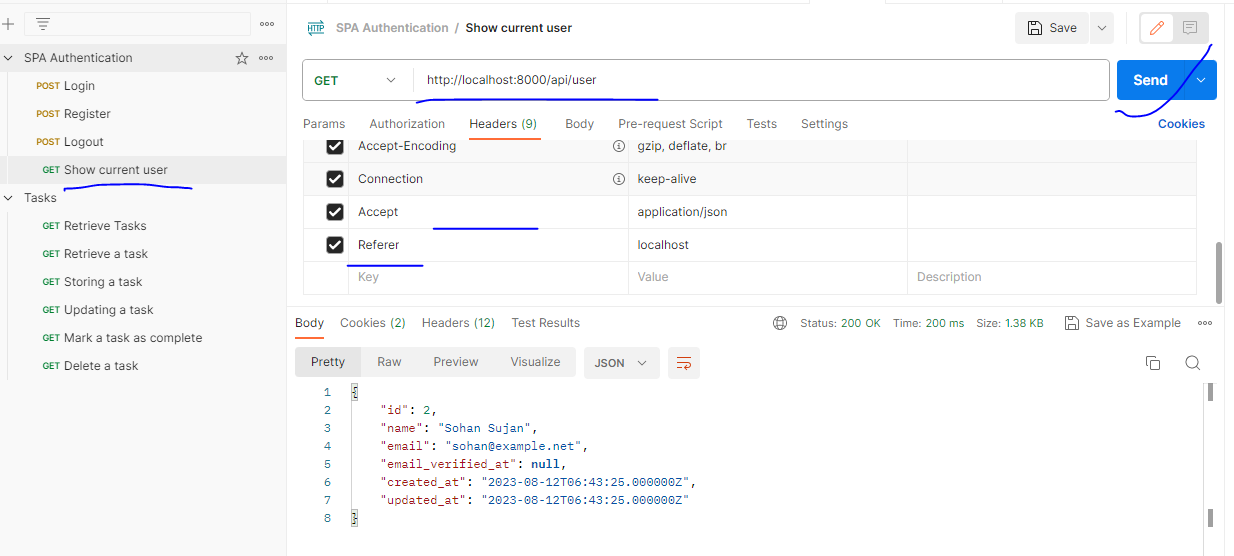 HTTP SPA Authentication / Show current user Save
SPA Authentication
POST Login
POST Register
POST Logout
GET Show current user
Tasks
GET Retrieve Tasks
GET Retrieve a task
GET Storing a task
GET Updating a task
GET Mark a task as complete
GET Delete a task
GET http://localhost:8000/api/user Send
Params Authorization Headers (9) Body Pre-request Script Tests Settings Cookies
Accept-Encoding gzip, deflate, br
Connection keep-alive
Accept application/json
Referer localhost
Key Value Description
Body Cookies (2) Headers (12) Test Results Status: 200 OK Time: 200 ms Size: 1.38 KB Save as Example
Pretty Raw Preview Visualize JSON
1 {
2 "id": 2,
3 "name": "Sohan Sujan",
4 "email": "sohan@example.net",
5 "email_verified_at": null,
6 "created_at": "2023-08-12T06:43:25.000000Z",
7 "updated_at": "2023-08-12T06:43:25.000000Z"
8 }